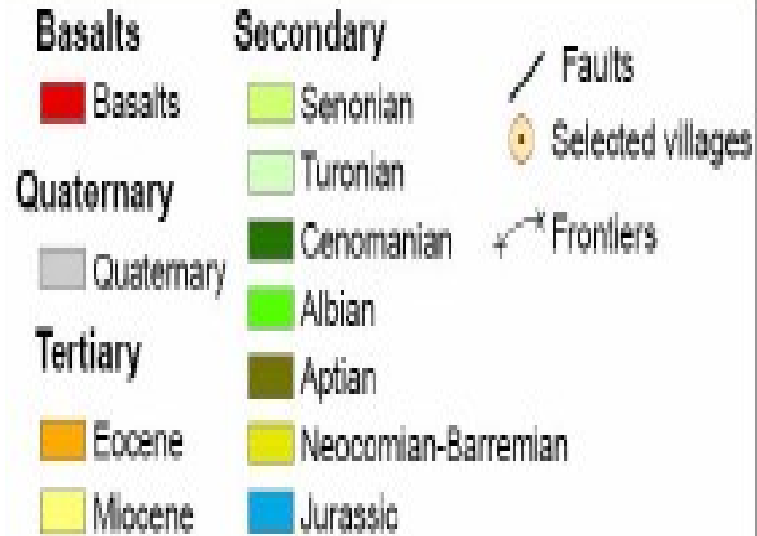 Basalts
Basalts
Quaternary
Quaternary
Tertiary
Eocene
Miocene
Secondary
Senonian
Turonian
Cenomanian
Albian
Aptian
Neocomian-Barremian
Jurassic
Faults
Selected villages
Frontiers